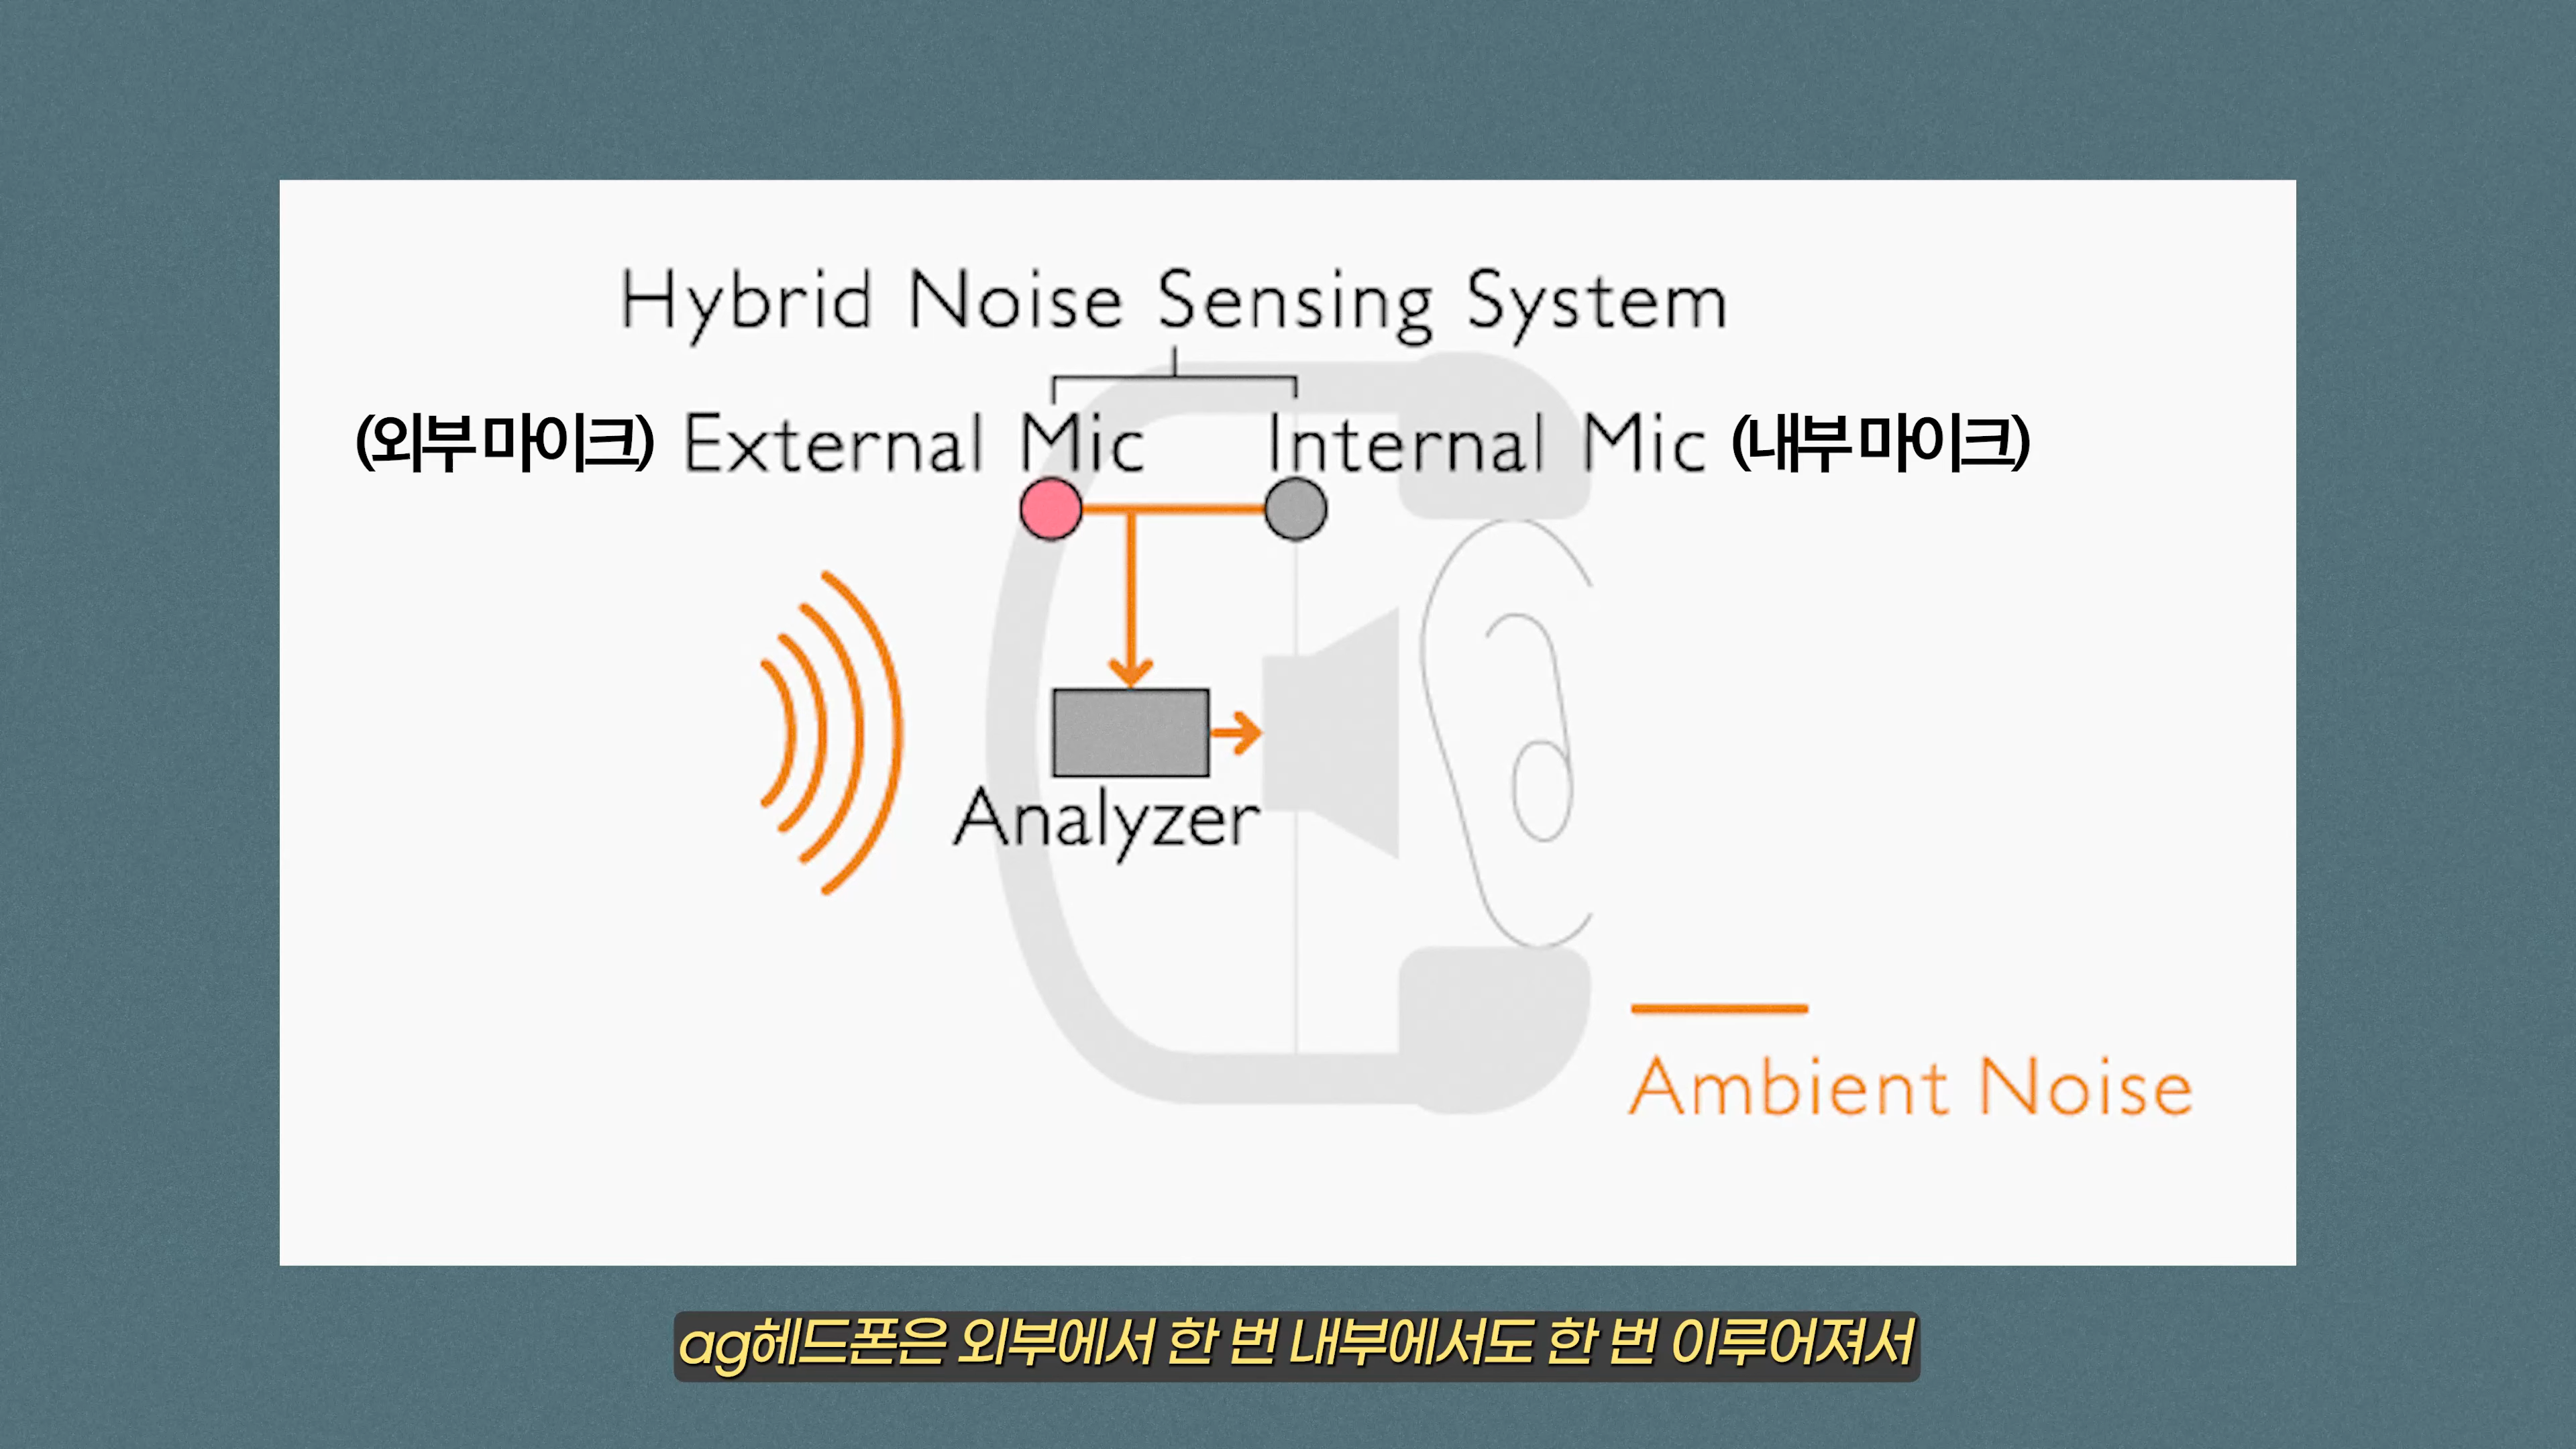 Hybrid Noise Sensing System
(외부 마이크) External Mic Internal Mic (내부 마이크)
Analyzer
Ambient Noise
ag헤드폰은 외부에서 한 번 내부에서도 한 번 이루어져서